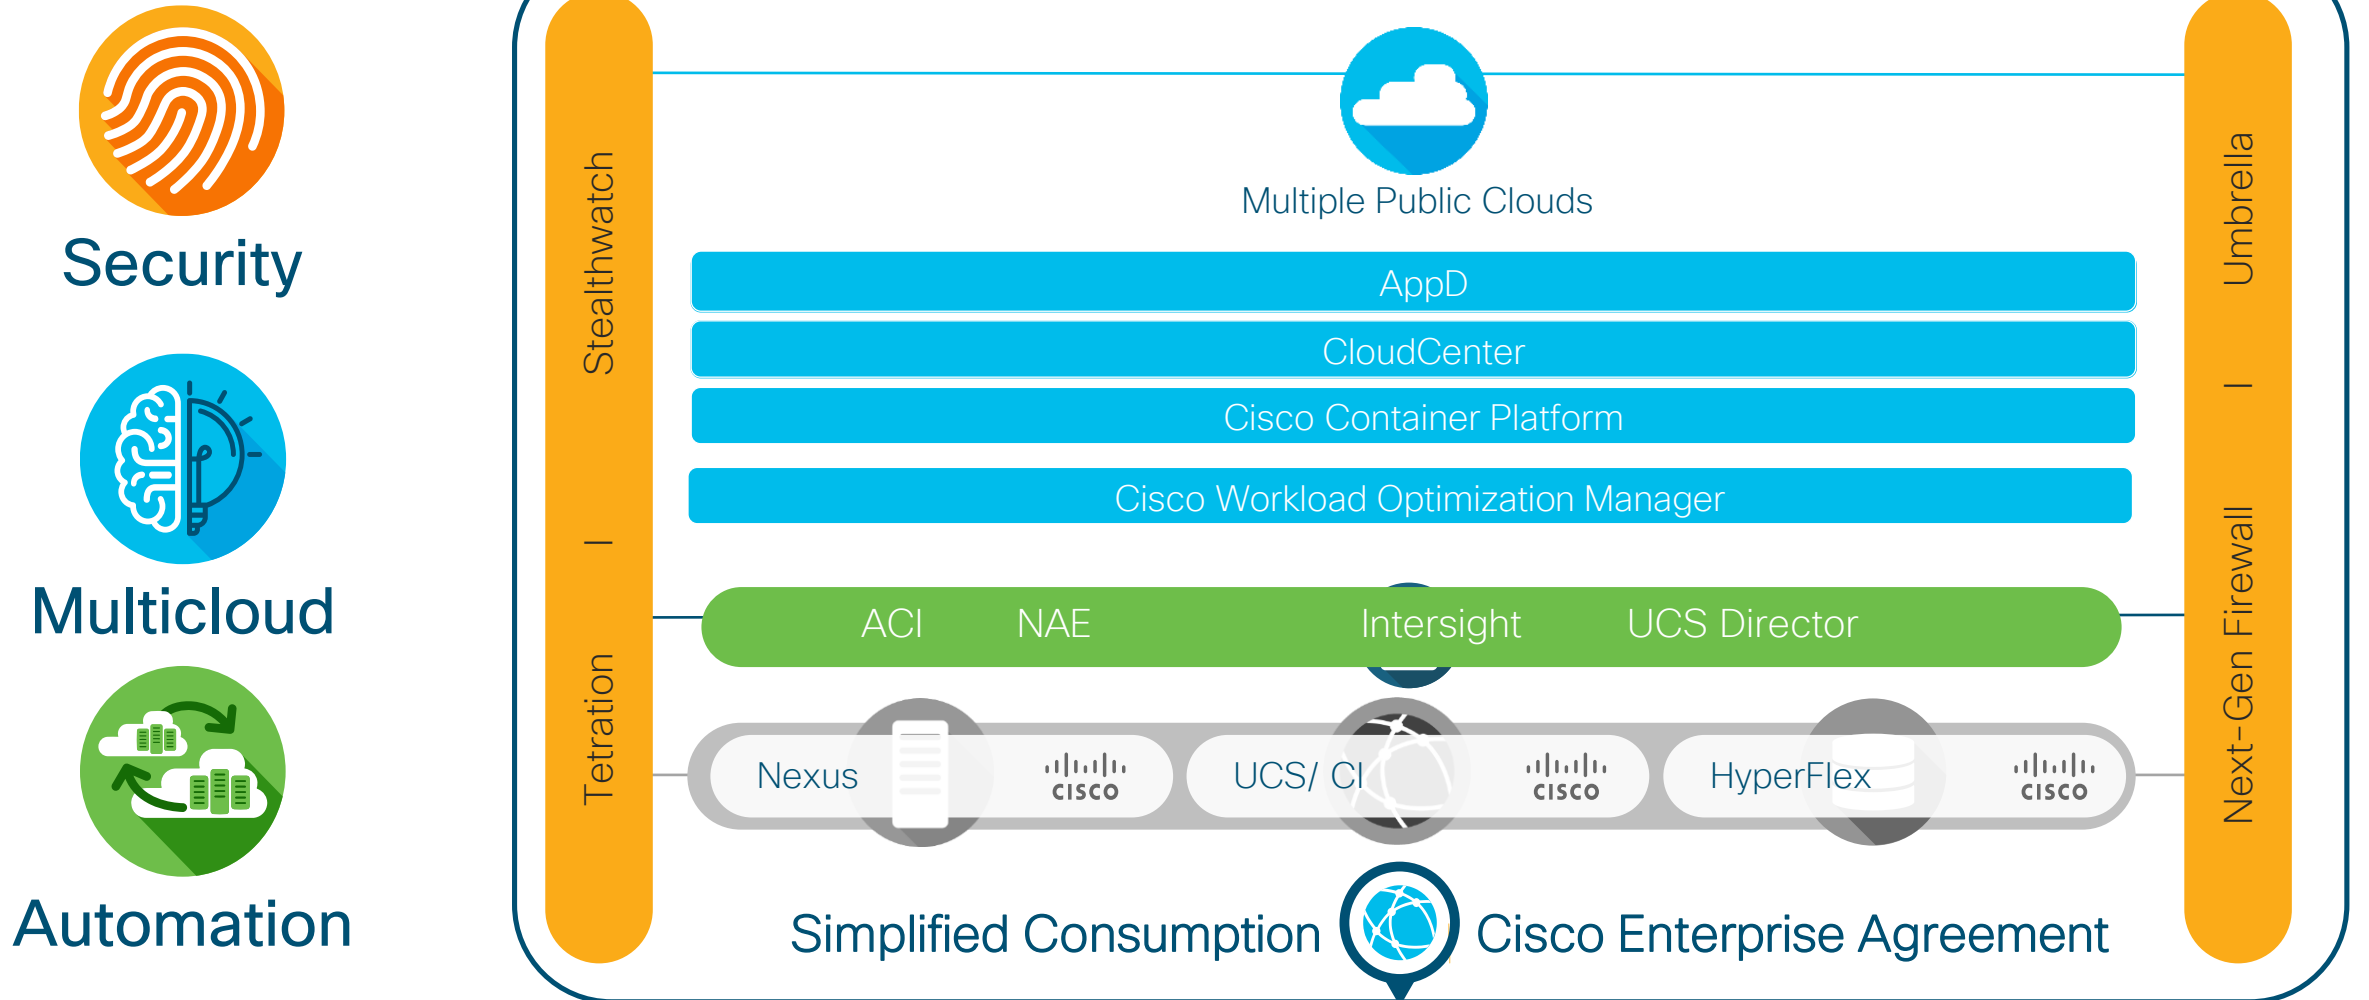 Security
Multicloud
Automation
Tetration | Stealthwatch
Multiple Public Clouds
AppD
CloudCenter
Cisco Container Platform
Cisco Workload Optimization Manager
ACI NAE Intersight UCS Director
Nexus CISCO UCS/ CI CISCO HyperFlex CISCO
Simplified Consumption Cisco Enterprise Agreement
Next-Gen Firewall | Umbrella